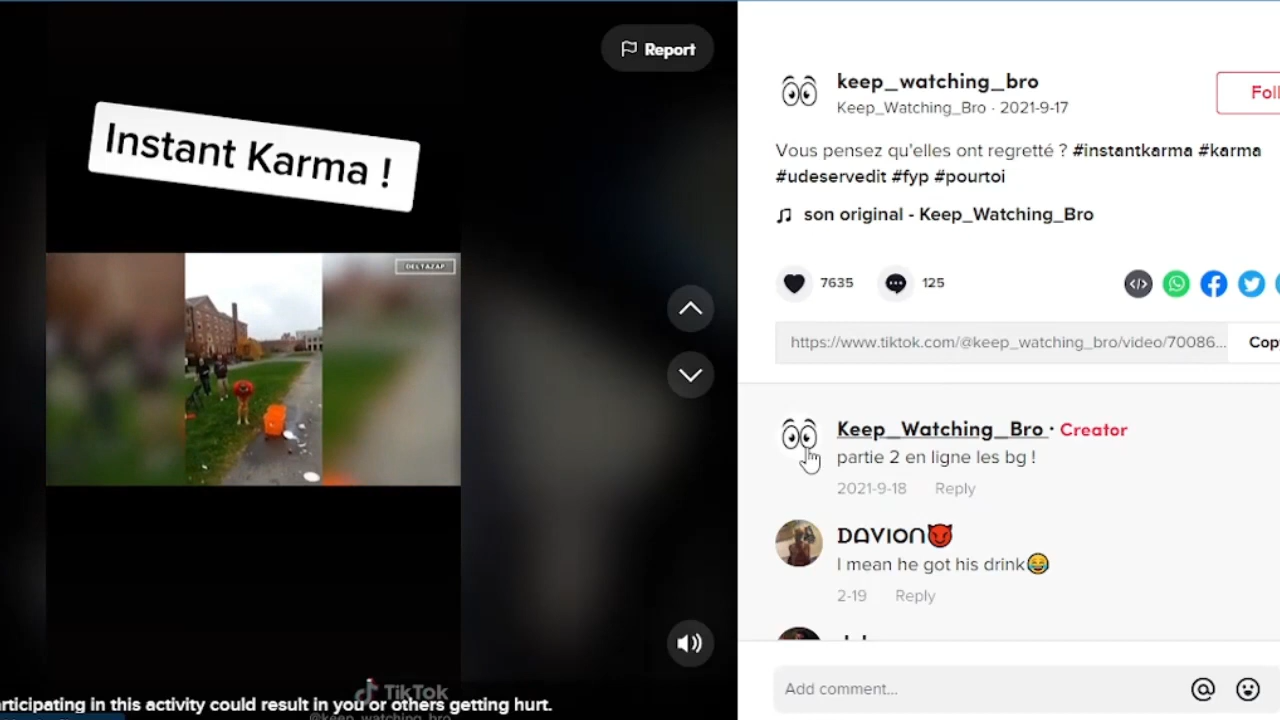 Report
Instant Karma !
DELTAZAP
TikTok
@keep_watching_bro
articipating in this activity could result in you or others getting hurt.
keep_watching_bro
Keep_Watching_Bro · 2021-9-17
Foll
Vous pensez qu'elles ont regretté ? #instantkarma #karma
#udeservedit #fyp #pourtoi
son original - Keep_Watching_Bro
7635
125
https://www.tiktok.com/@keep_watching_bro/video/70086...
Cop
Keep_Watching_Bro · Creator
partie 2 en ligne les bg !
2021-9-18 Reply
DAVION😈
I mean he got his drink😂
2-19 Reply
Add comment...